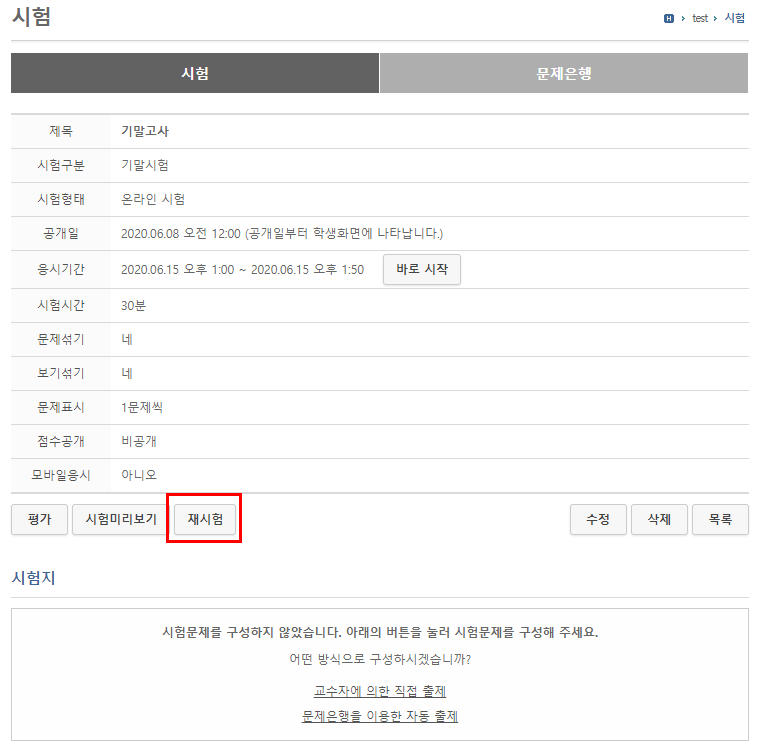 시험
H > test > 시험
시험 문제은행
제목 기말고사
시험구분 기말시험
시험형태 온라인 시험
공개일 2020.06.08 오전 12:00 (공개일부터 학생화면에 나타납니다.)
응시기간 2020.06.15 오후 1:00 ~ 2020.06.15 오후 1:50 바로 시작
시험시간 30분
문제섞기 네
보기섞기 네
문제표시 1문제씩
점수공개 비공개
모바일응시 아니오
평가 시험미리보기 재시험 수정 삭제 목록
시험지
시험문제를 구성하지 않았습니다. 아래의 버튼을 눌러 시험문제를 구성해 주세요.
어떤 방식으로 구성하시겠습니까?
교수자에 의한 직접 출제
문제은행을 이용한 자동 출제